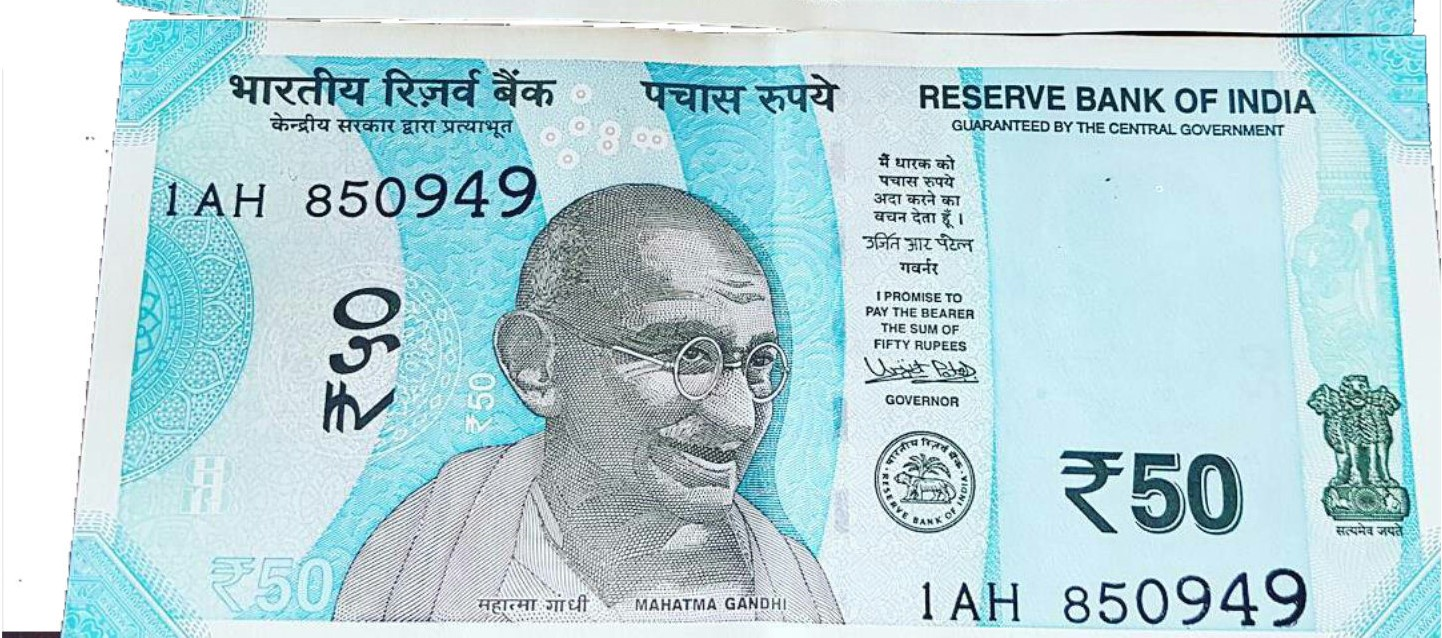 भारतीय रिज़र्व बैंक
केन्द्रीय सरकार द्वारा प्रत्याभूत
पचास रुपये
RESERVE BANK OF INDIA
GUARANTEED BY THE CENTRAL GOVERNMENT
1AH 850949
₹५०
₹50
₹50
महात्मा गांधी
MAHATMA GANDHI
मैं धारक को
पचास रुपये
अदा करने का
वचन देता हूँ ।
उर्जित आर पटेल
गवर्नर
I PROMISE TO
PAY THE BEARER
THE SUM OF
FIFTY RUPEES
Urjit Patel
GOVERNOR
भारतीय रिज़र्व बैंक
RESERVE BANK OF INDIA
₹50
सत्यमेव जयते
1AH 850949